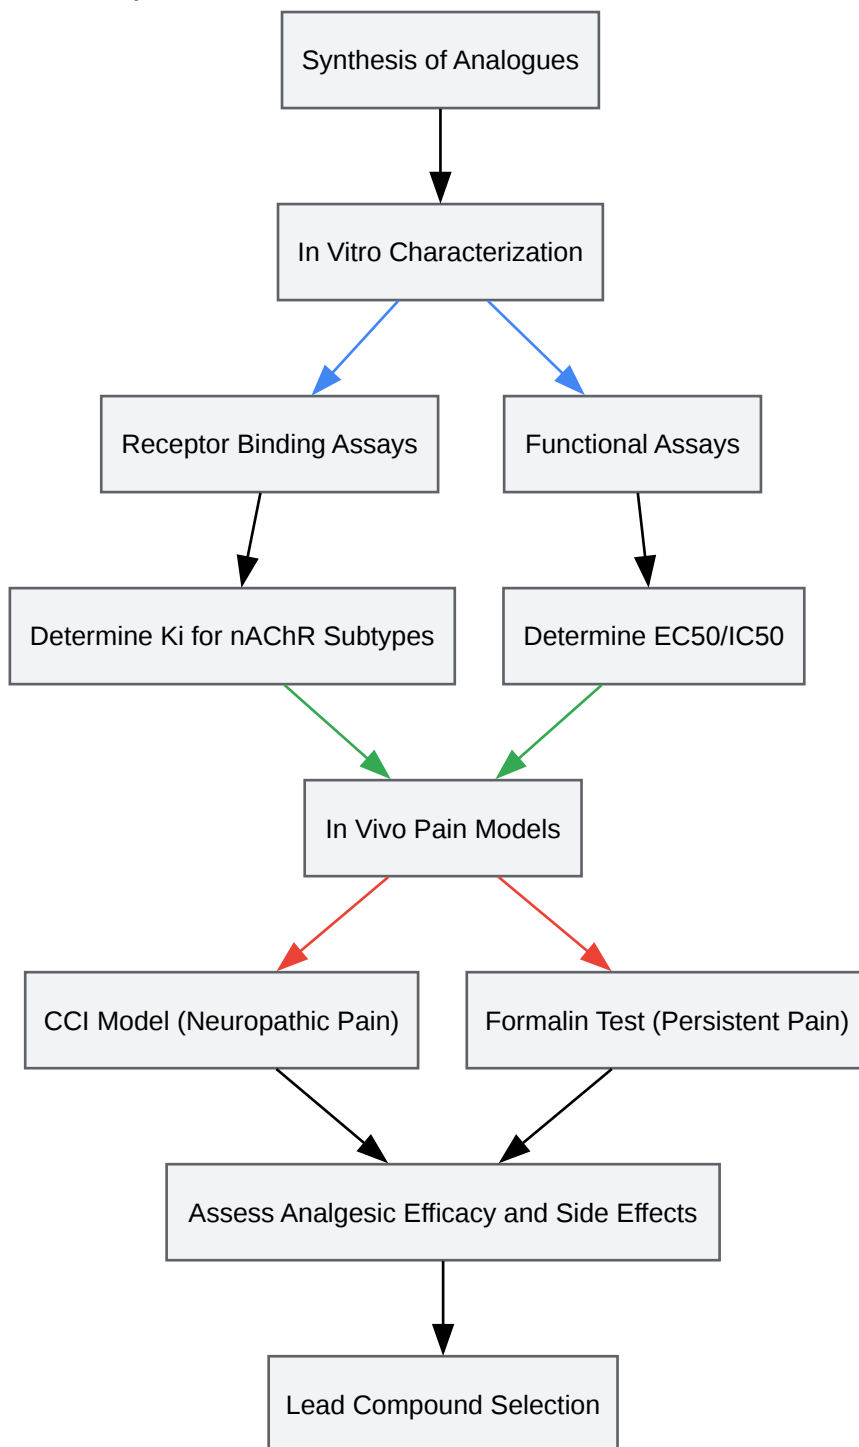 Synthesis of Analogues
In Vitro Characterization
Receptor Binding Assays
Functional Assays
Determine Ki for nAChR Subtypes
Determine EC50/IC50
In Vivo Pain Models
CCI Model (Neuropathic Pain)
Formalin Test (Persistent Pain)
Assess Analgesic Efficacy and Side Effects
Lead Compound Selection